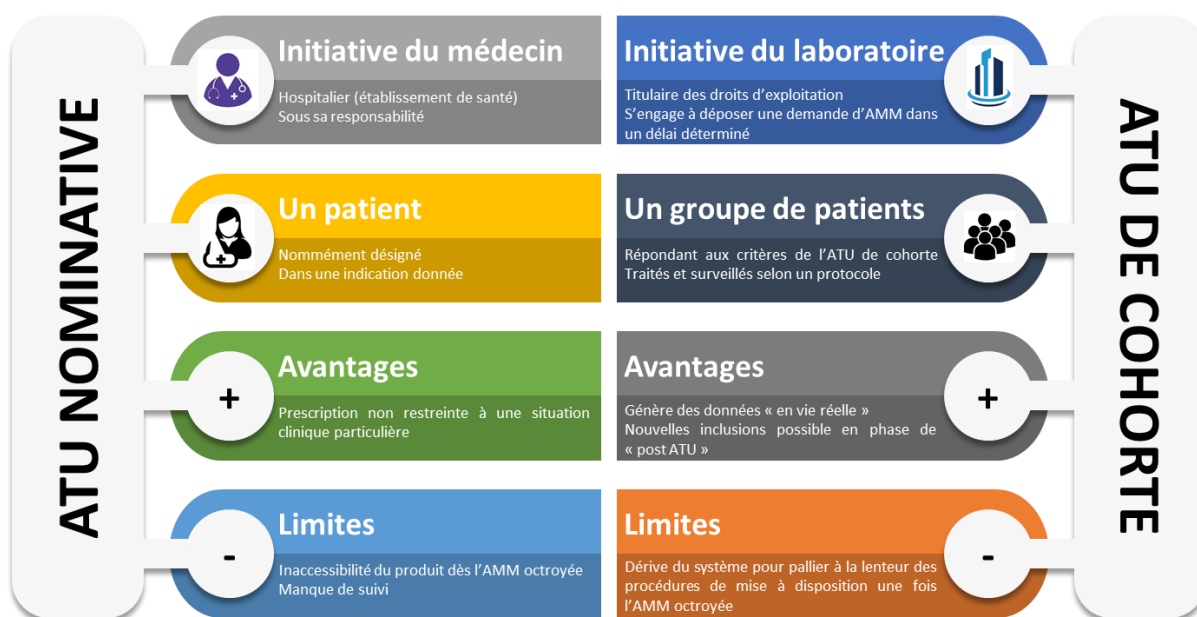 ATU NOMINATIVE
Initiative du médecin
Hospitalier (établissement de santé)
Sous sa responsabilité
Un patient
Nommément désigné
Dans une indication donnée
+
Avantages
Prescription non restreinte à une situation
clinique particulière
-
Limites
Inaccessibilité du produit dès l’AMM octroyée
Manque de suivi
Initiative du laboratoire
Titulaire des droits d’exploitation
S’engage à déposer une demande d’AMM dans
un délai déterminé
Un groupe de patients
Répondant aux critères de l’ATU de cohorte
Traités et surveillés selon un protocole
Avantages
Génère des données « en vie réelle »
Nouvelles inclusions possible en phase de
« post ATU »
+
Limites
Dérive du système pour pallier à la lenteur des
procédures de mise à disposition une fois
l’AMM octroyée
-
ATU DE COHORTE